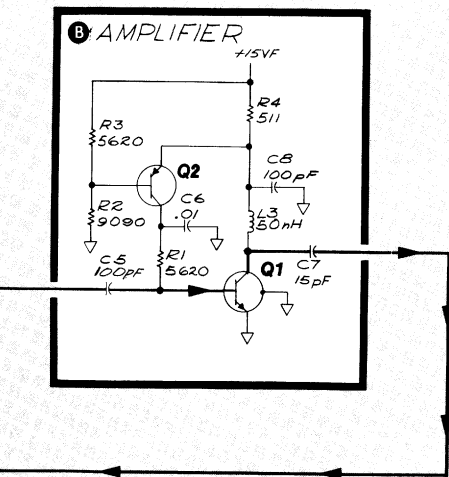 B AMPLIFIER
+15VF
R4
511
R3
5620
Q2
C8
100pF
R2
9090
C6
.01
L3
50nH
C5
100pF
R1
5620
Q1
C7
15pF